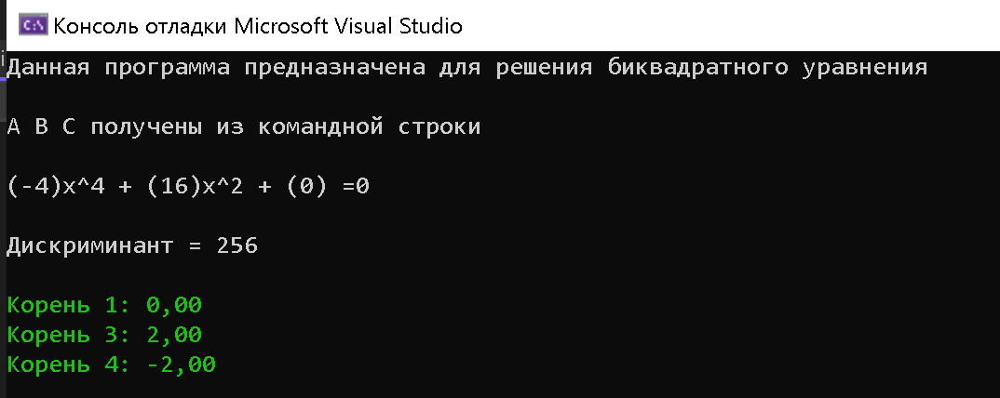 Консоль отладки Microsoft Visual Studio
Данная программа предназначена для решения биквадратного уравнения
A B C получены из командной строки
(-4)x^4 + (16)x^2 + (0) =0
Дискриминант = 256
Корень 1: 0,00
Корень 3: 2,00
Корень 4: -2,00